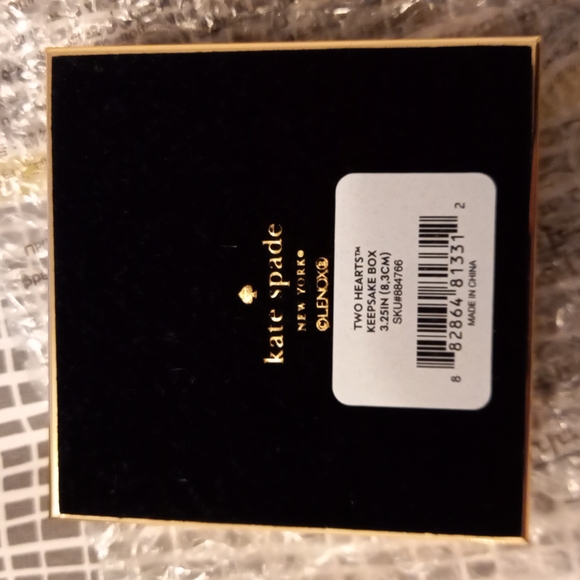 kate spade
NEW YORK®
©LENOX®
TWO HEARTS™
KEEPSAKE BOX
3.25IN (8.3CM)
SKU#884766
8 82864 81331 2
MADE IN CHINA